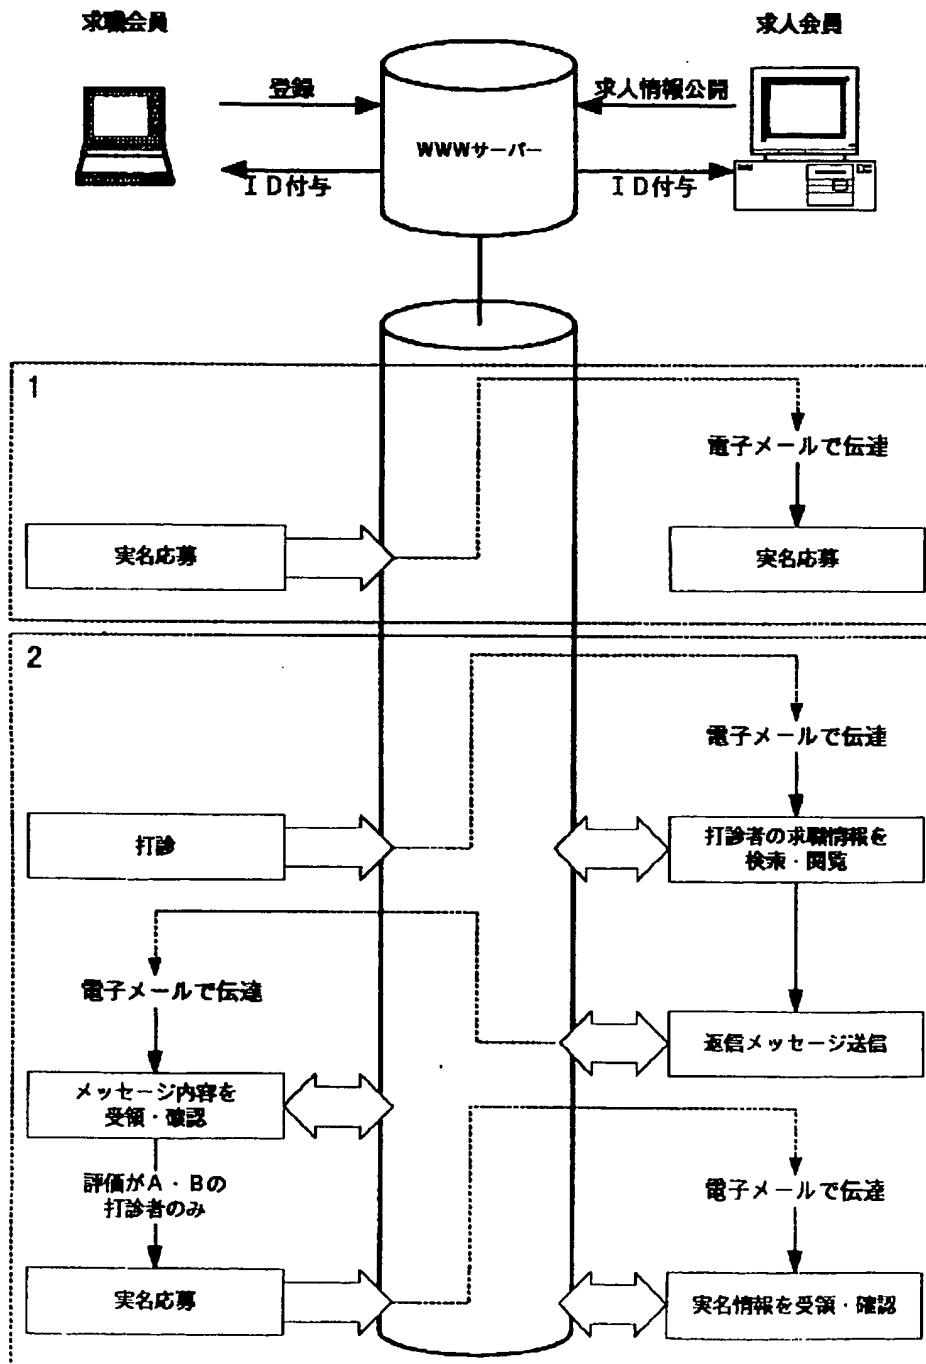 求職会員
求人会員
登録
求人情報公開
WWWサーバー
ＩＤ付与
ＩＤ付与
1
電子メールで伝達
実名応募
実名応募
2
電子メールで伝達
打診
打診者の求職情報を
検索・閲覧
電子メールで伝達
返信メッセージ送信
メッセージ内容を
受領・確認
評価がＡ・Ｂの
打診者のみ
電子メールで伝達
実名応募
実名情報を受領・確認